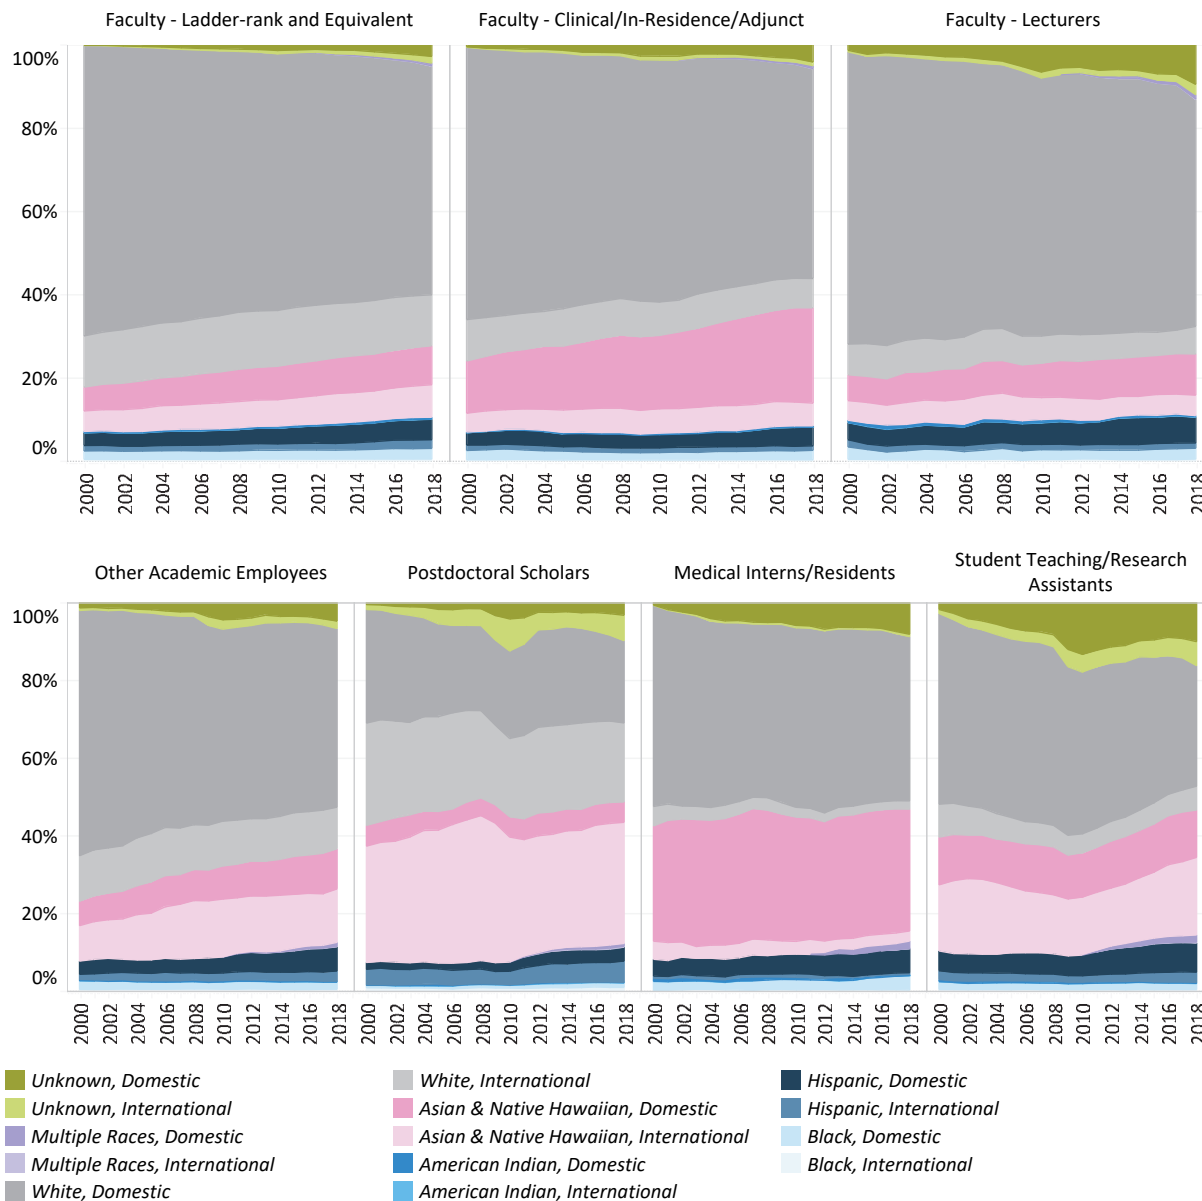 Faculty - Ladder-rank and Equivalent
Faculty - Clinical/In-Residence/Adjunct
Faculty - Lecturers
100%
80%
60%
40%
20%
0%
2000 2002 2004 2006 2008 2010 2012 2014 2016 2018
2000 2002 2004 2006 2008 2010 2012 2014 2016 2018
2000 2002 2004 2006 2008 2010 2012 2014 2016 2018
Other Academic Employees
Postdoctoral Scholars
Medical Interns/Residents
Student Teaching/Research
Assistants
100%
80%
60%
40%
20%
0%
2000 2002 2004 2006 2008 2010 2012 2014 2016 2018
2000 2002 2004 2006 2008 2010 2012 2014 2016 2018
2000 2002 2004 2006 2008 2010 2012 2014 2016 2018
2000 2002 2004 2006 2008 2010 2012 2014 2016 2018
Unknown, Domestic
Unknown, International
Multiple Races, Domestic
Multiple Races, International
White, Domestic
White, International
Asian & Native Hawaiian, Domestic
Asian & Native Hawaiian, International
American Indian, Domestic
American Indian, International
Hispanic, Domestic
Hispanic, International
Black, Domestic
Black, International